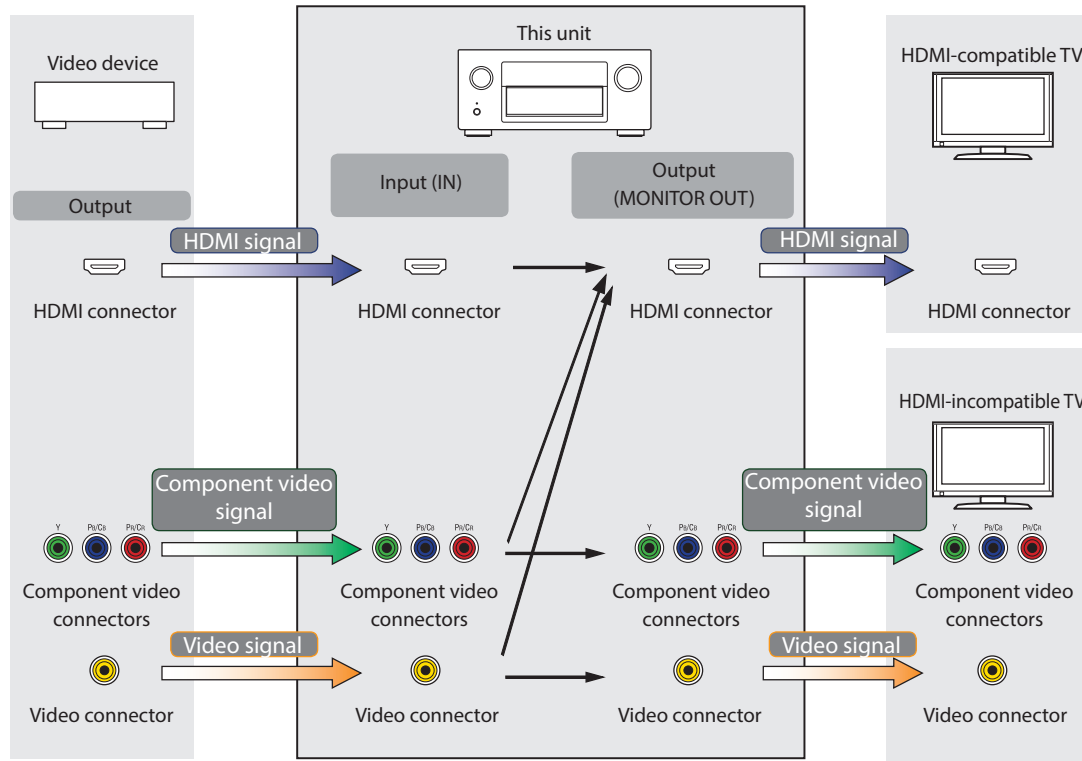 This unit
Video device
HDMI-compatible TV
Input (IN)
Output
(MONITOR OUT)
Output
HDMI signal
HDMI signal
HDMI connector
HDMI connector
HDMI connector
HDMI connector
HDMI-incompatible TV
Component video
signal
Component video
signal
Y PB/CB PR/CR
Y PB/CB PR/CR
Y PB/CB PR/CR
Y PB/CB PR/CR
Component video
connectors
Component video
connectors
Component video
connectors
Component video
connectors
Video signal
Video signal
Video connector
Video connector
Video connector
Video connector